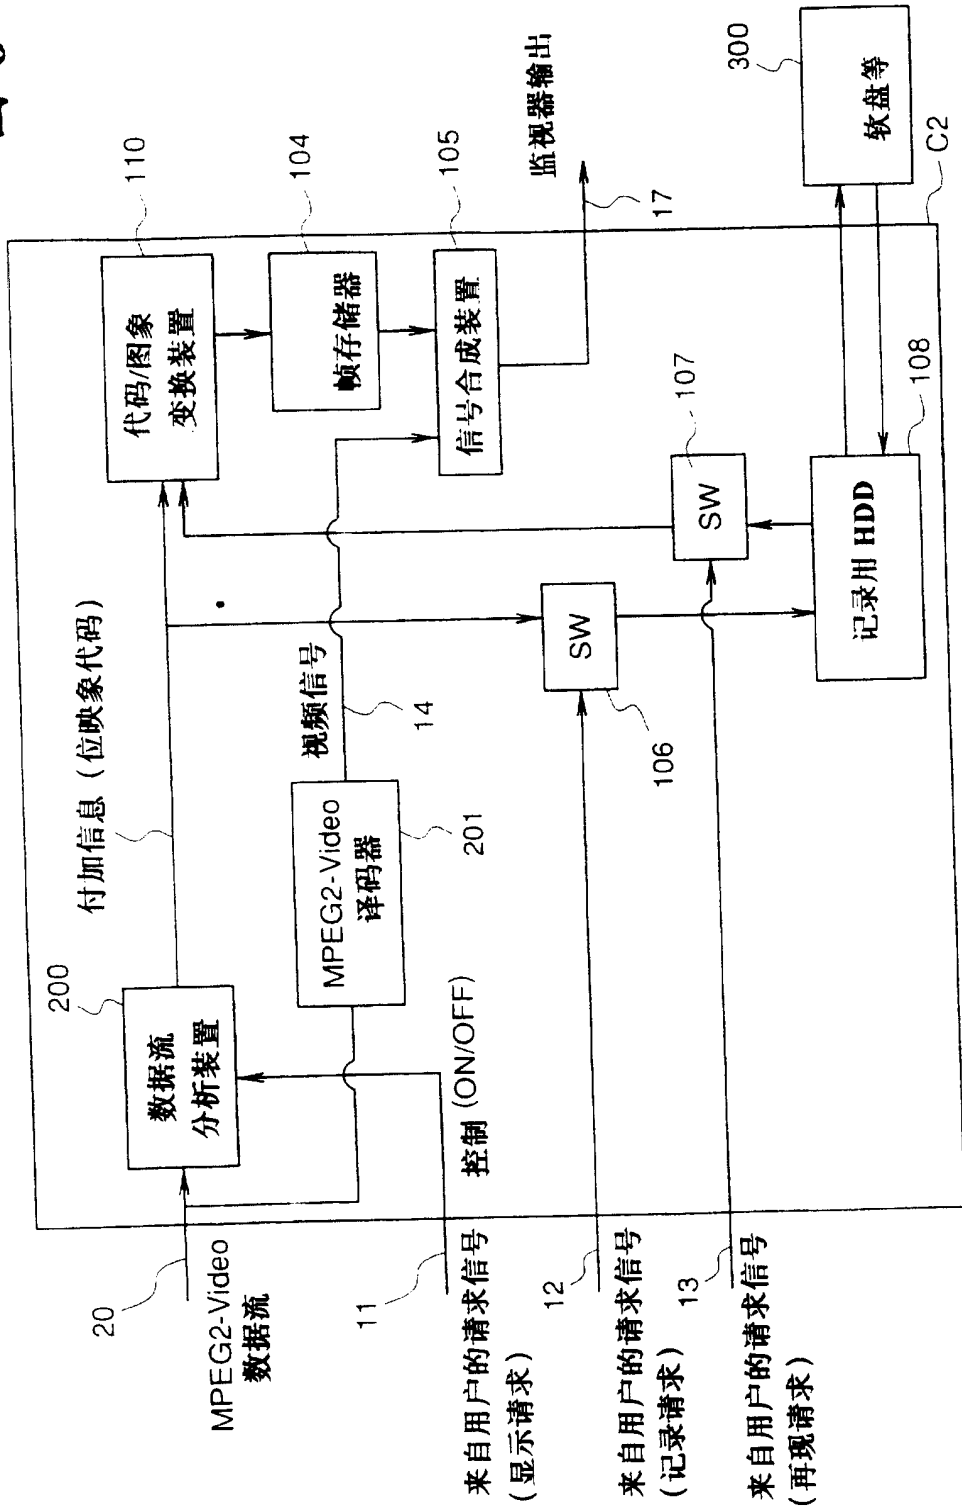 110
104
105
监视器输出
300
代码/图象
变换装置
帧存储器
信号合成装置
17
软盘等
C2
付加信息（位映象代码）
视频信号
14
SW
107
SW
106
记录用 HDD
108
200
数据流
分析装置
MPEG2-Video
译码器
201
控制 (ON/OFF)
20
MPEG2-Video
数据流
11
来自用户的请求信号
(显示请求)
12
来自用户的请求信号
(记录请求)
13
来自用户的请求信号
(再现请求)